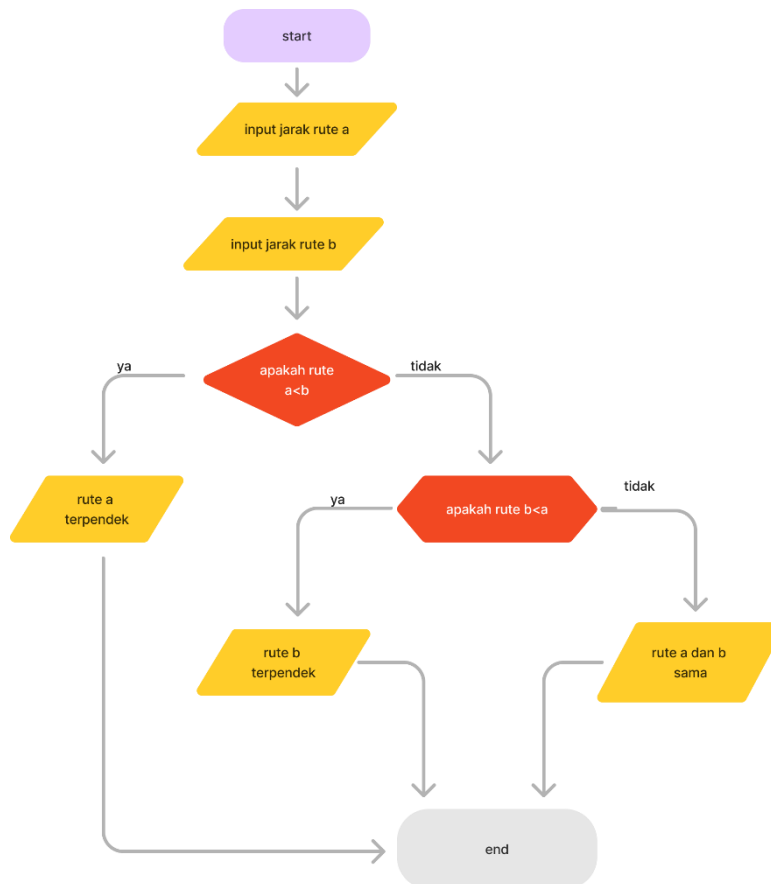 start
input jarak rute a
input jarak rute b
ya
tidak
apakah rute
a<b
rute a
terpendek
ya
apakah rute b<a
tidak
rute b
terpendek
rute a dan b
sama
end